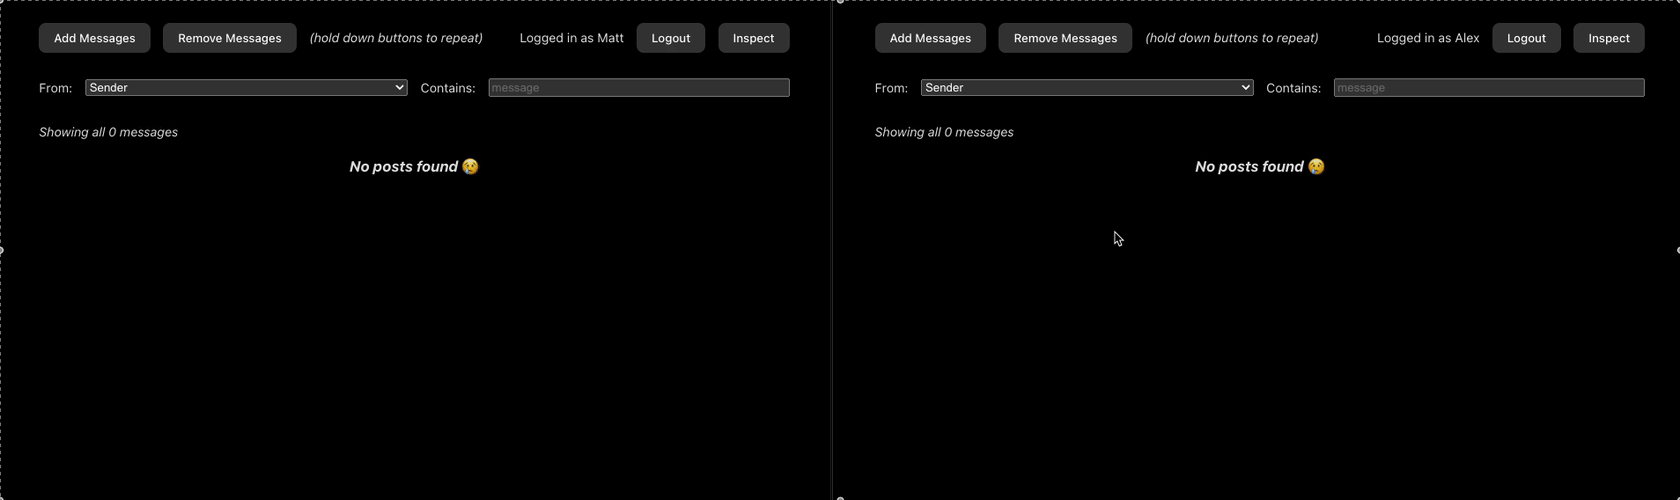 Add Messages Remove Messages (hold down buttons to repeat) Logged in as Matt Logout Inspect
From: Sender Contains: message
Showing all 0 messages
No posts found 😢
Add Messages Remove Messages (hold down buttons to repeat) Logged in as Alex Logout Inspect
From: Sender Contains: message
Showing all 0 messages
No posts found 😢